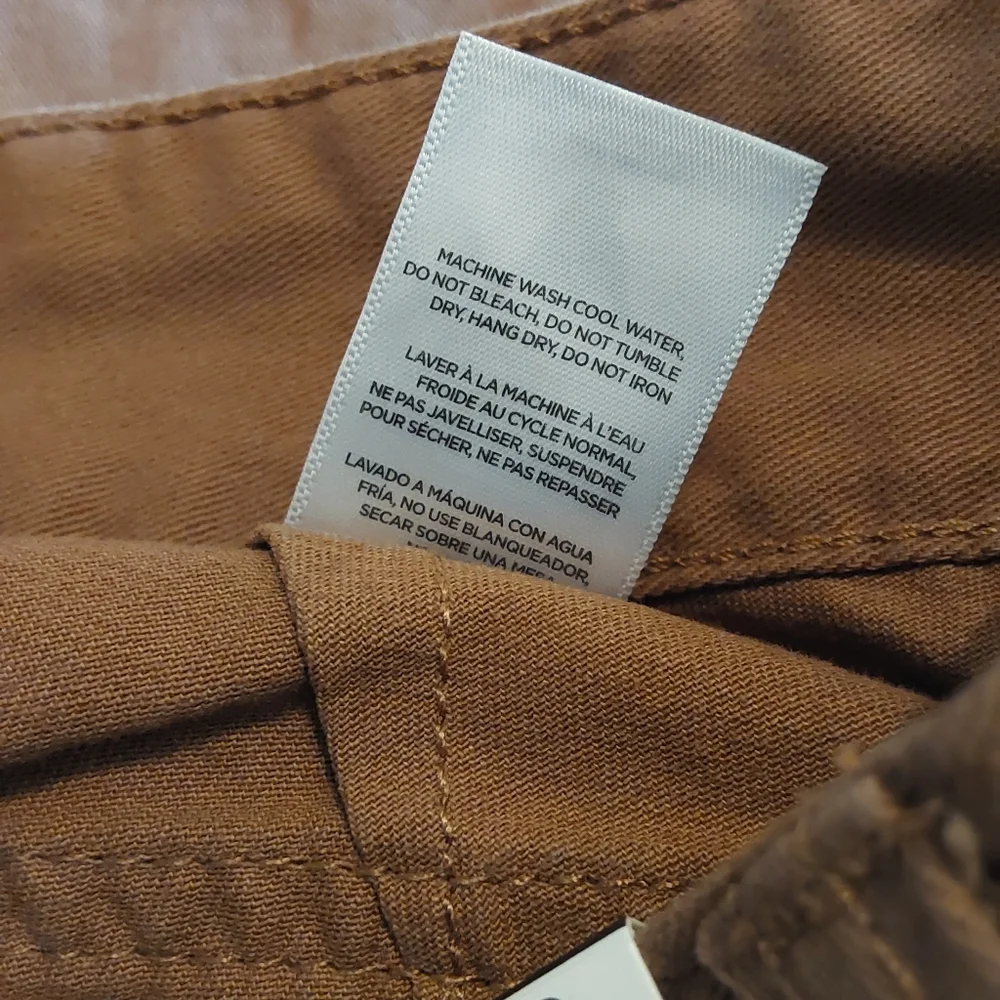 MACHINE WASH COOL WATER,
DO NOT BLEACH, DO NOT TUMBLE
DRY, HANG DRY, DO NOT IRON
LAVER À LA MACHINE À L'EAU
FROIDE AU CYCLE NORMAL,
NE PAS JAVELLISER, SUSPENDRE
POUR SÉCHER, NE PAS REPASSER
LAVADO A MÁQUINA CON AGUA
FRÍA, NO USE BLANQUEADOR,
SECAR SOBRE UNA MESA